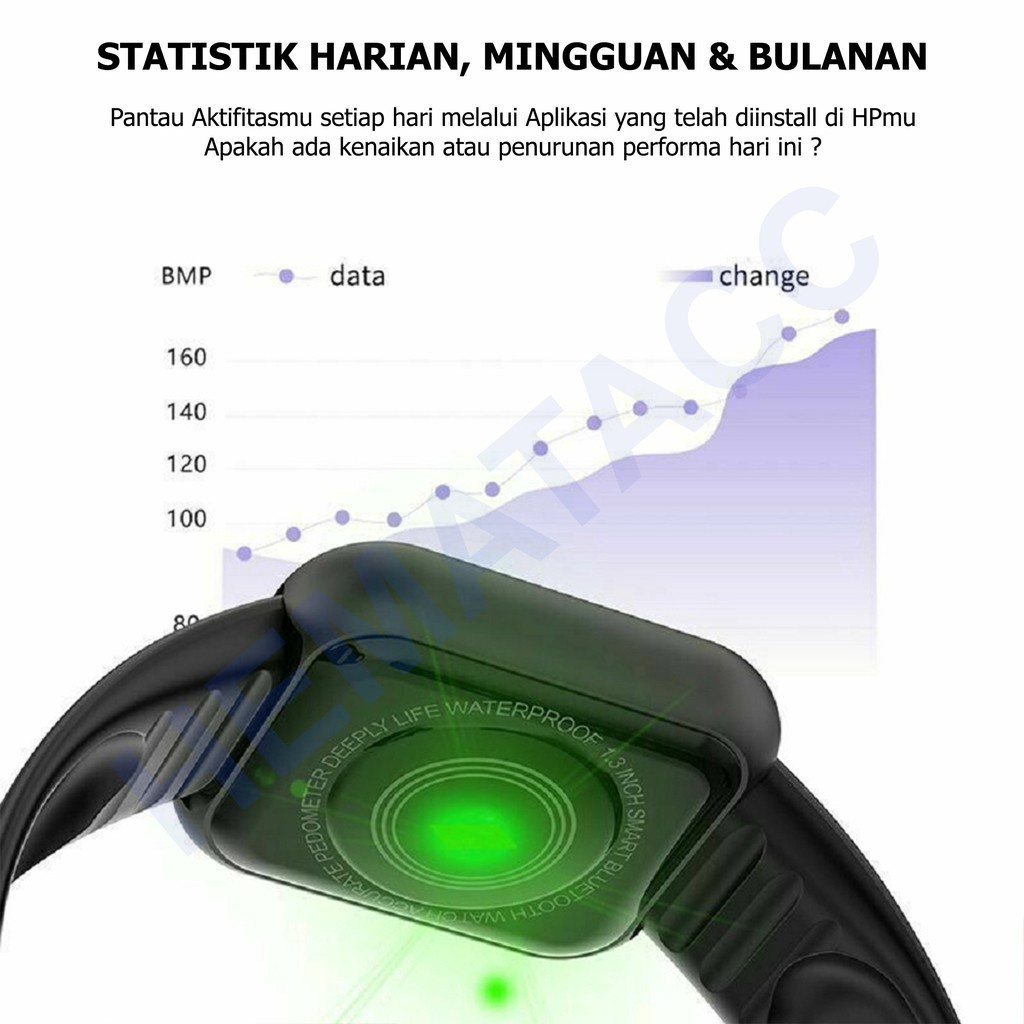 STATISTIK HARIAN, MINGGUAN & BULANAN
Pantau Aktifitasmu setiap hari melalui Aplikasi yang telah diinstall di HPmu
Apakah ada kenaikan atau penurunan performa hari ini ?
BMP data change
160
140
120
100
80
ACCURATE PEDOMETER DEEPLY LIFE WATERPROOF 1.3 INCH SMART BLUETOOTH WATCH